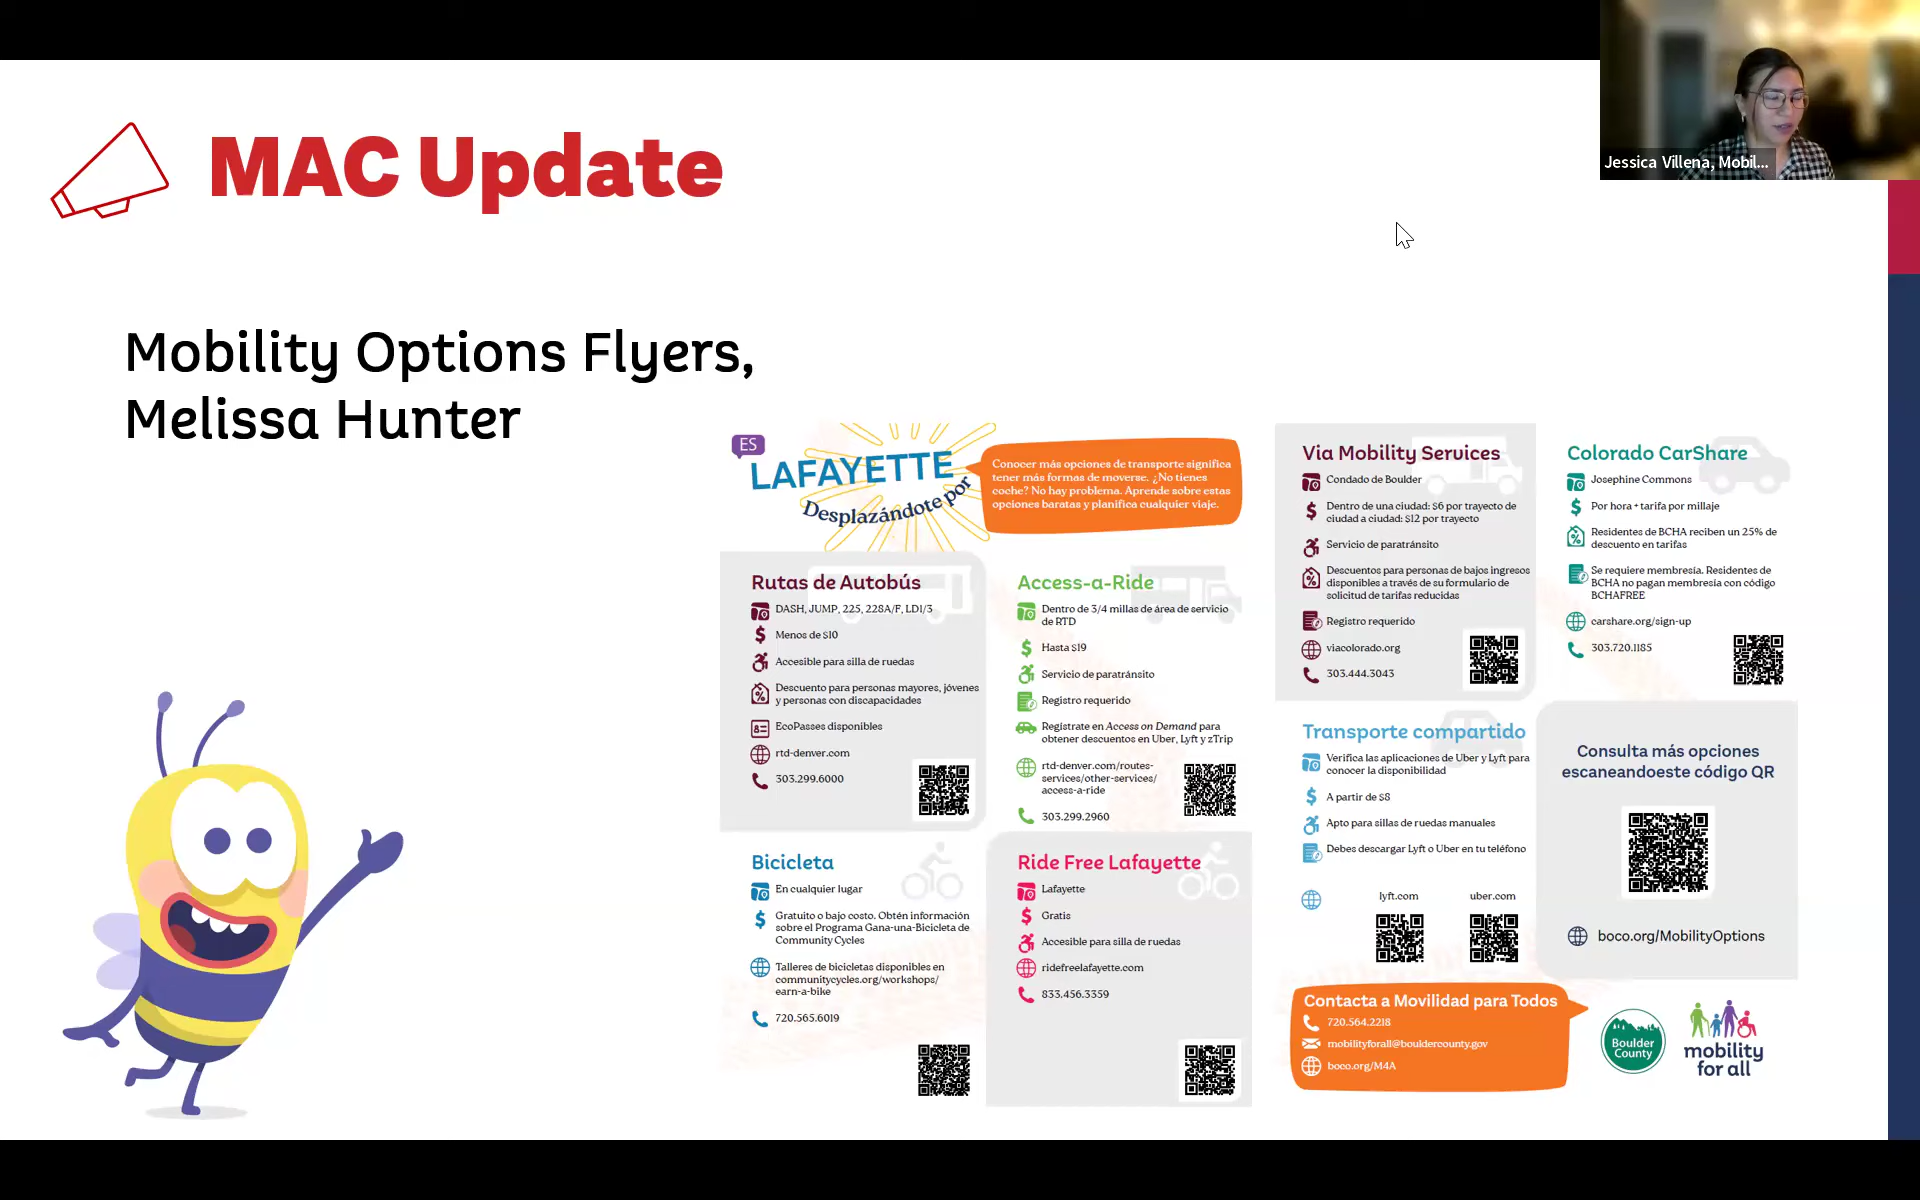 MAC Update
Jessica Villena, Mobil...
Mobility Options Flyers,
Melissa Hunter
ES
LAFAYETTE
Desplazándote por
Conocer más opciones de transporte significa
tener más formas de moverse. ¿No tienes
coche? No hay problema. Aprende sobre estas
opciones baratas y planifica cualquier viaje.
Rutas de Autobús
DASH, JUMP, 225, 228A/F, LD1/3
Menos de $10
Accesible para silla de ruedas
Descuento para personas mayores, jóvenes
y personas con discapacidades
EcoPasses disponibles
rtd-denver.com
303.299.6000
Access-a-Ride
Dentro de 3/4 millas de área de servicio
de RTD
Hasta $19
Servicio de paratránsito
Registro requerido
Regístrate en Access on Demand para
obtener descuentos en Uber, Lyft y zTrip
rtd-denver.com/routes-
services/other-services/
access-a-ride
303.299.2960
Bicicleta
En cualquier lugar
Gratuito o bajo costo. Obtén información
sobre el Programa Gana-una-Bicicleta de
Community Cycles
Talleres de bicicletas disponibles en
communitycycles.org/workshops/
earn-a-bike
720.565.6019
Ride Free Lafayette
Lafayette
Gratis
Accesible para silla de ruedas
ridefreelafayette.com
833.456.3359
Via Mobility Services
Condado de Boulder
Dentro de una ciudad: $6 por trayecto de
ciudad a ciudad: $12 por trayecto
Servicio de paratránsito
Descuentos para personas de bajos ingresos
disponibles a través de su formulario de
solicitud de tarifas reducidas
Registro requerido
viacolorado.org
303.444.3043
Colorado CarShare
Josephine Commons
Por hora + tarifa por millaje
Residentes de BCHA reciben un 25% de
descuento en tarifas
Se requiere membresía. Residentes de
BCHA no pagan membresía con código
BCHAFREE
carshare.org/sign-up
303.720.1185
Transporte compartido
Verifica las aplicaciones de Uber y Lyft para
conocer la disponibilidad
A partir de $8
Apto para sillas de ruedas manuales
Debes descargar Lyft o Uber en tu teléfono
lyft.com
uber.com
Consulta más opciones
escaneandoeste código QR
boco.org/MobilityOptions
Contacta a Movilidad para Todos
720.564.2218
mobilityforall@bouldercounty.gov
boco.org/M4A
Boulder
County
mobility
for all